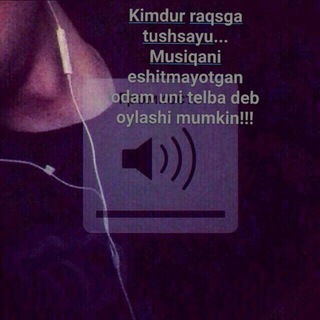 Kimdur raqsga
tushsayu...
Musiqani
eshitmayotgan
odam uni telba deb
oylashi mumkin!!!